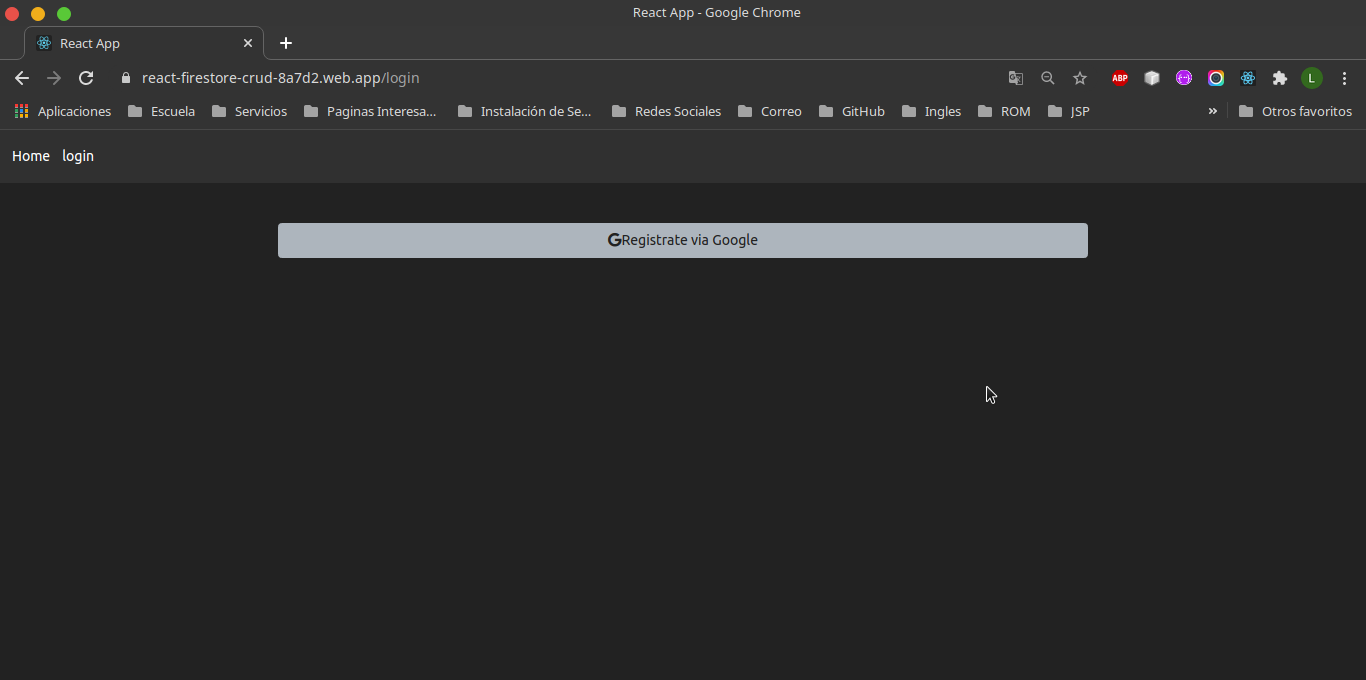 React App - Google Chrome
React App
react-firestore-crud-8a7d2.web.app/login
ABP
L
Aplicaciones Escuela Servicios Paginas Interesa... Instalación de Se... Redes Sociales Correo GitHub Ingles ROM JSP » Otros favoritos
Home login
GRegistrate via Google